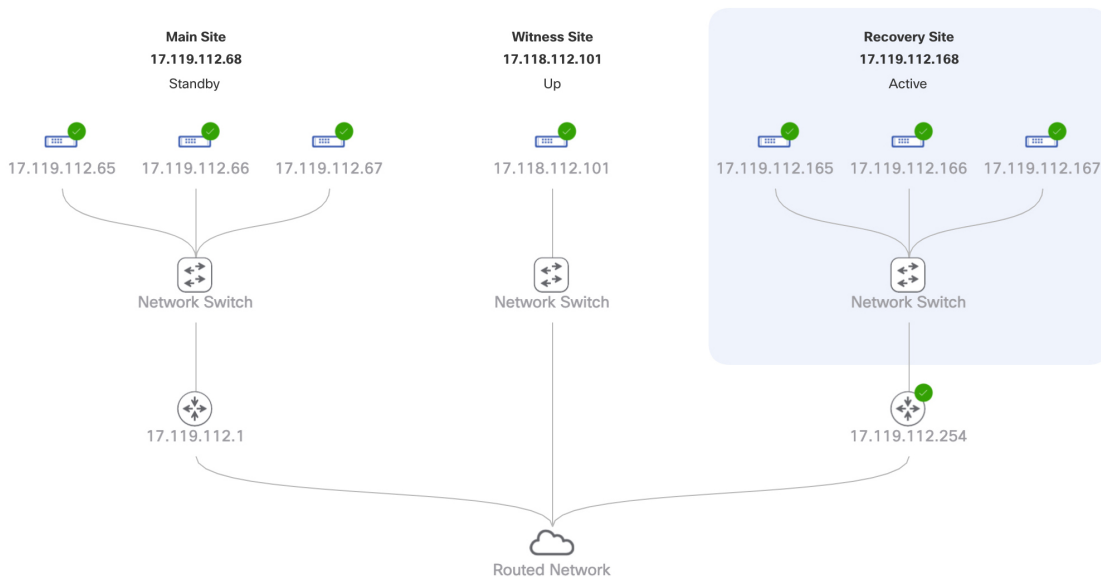 Main Site
17.119.112.68
Standby
Witness Site
17.118.112.101
Up
Recovery Site
17.119.112.168
Active
17.119.112.65
17.119.112.66
17.119.112.67
17.118.112.101
17.119.112.165
17.119.112.166
17.119.112.167
Network Switch
Network Switch
Network Switch
17.119.112.1
17.119.112.254
Routed Network